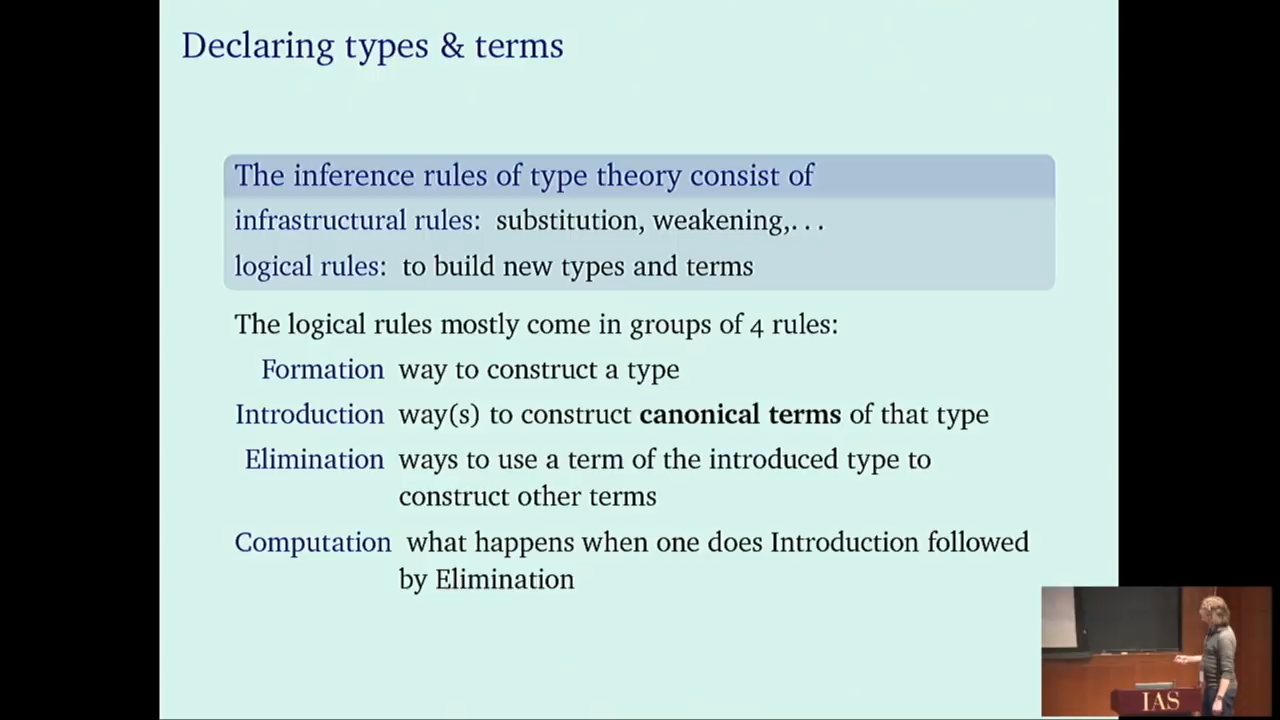 Declaring types & terms
The inference rules of type theory consist of
infrastructural rules: substitution, weakening,...
logical rules: to build new types and terms
The logical rules mostly come in groups of 4 rules:
Formation way to construct a type
Introduction way(s) to construct canonical terms of that type
Elimination ways to use a term of the introduced type to
construct other terms
Computation what happens when one does Introduction followed
by Elimination
IAS